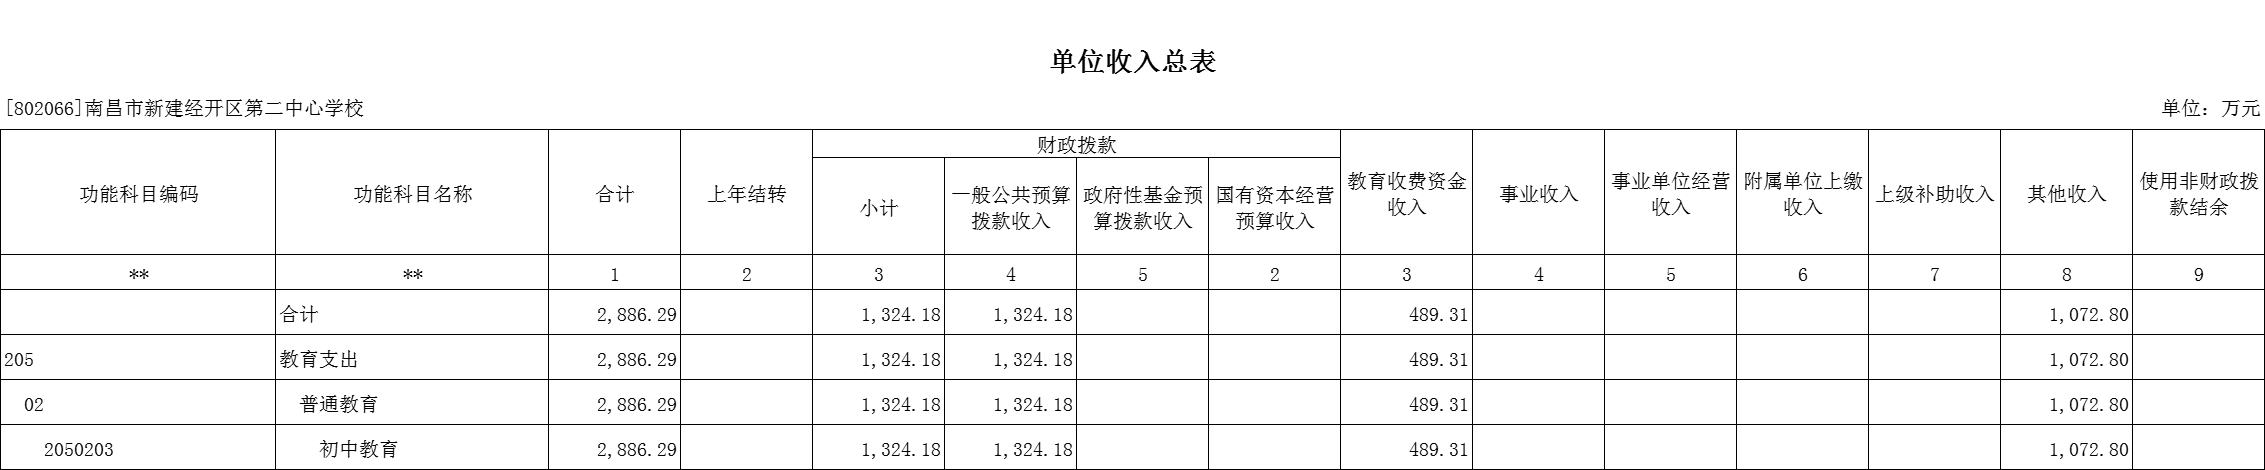 单位收入总表
[802066]南昌市新建经开区第二中心学校 单位：万元
功能科目编码 功能科目名称 合计 上年结转 财政拨款 教育收费资金收入 事业收入 事业单位经营收入 附属单位上缴收入 上级补助收入 其他收入 使用非财政拨款结余
小计 一般公共预算拨款收入 政府性基金预算拨款收入 国有资本经营预算收入
** ** 1 2 3 4 5 2 3 4 5 6 7 8 9
合计 2,886.29 1,324.18 1,324.18 489.31 1,072.80
205 教育支出 2,886.29 1,324.18 1,324.18 489.31 1,072.80
02 普通教育 2,886.29 1,324.18 1,324.18 489.31 1,072.80
2050203 初中教育 2,886.29 1,324.18 1,324.18 489.31 1,072.80